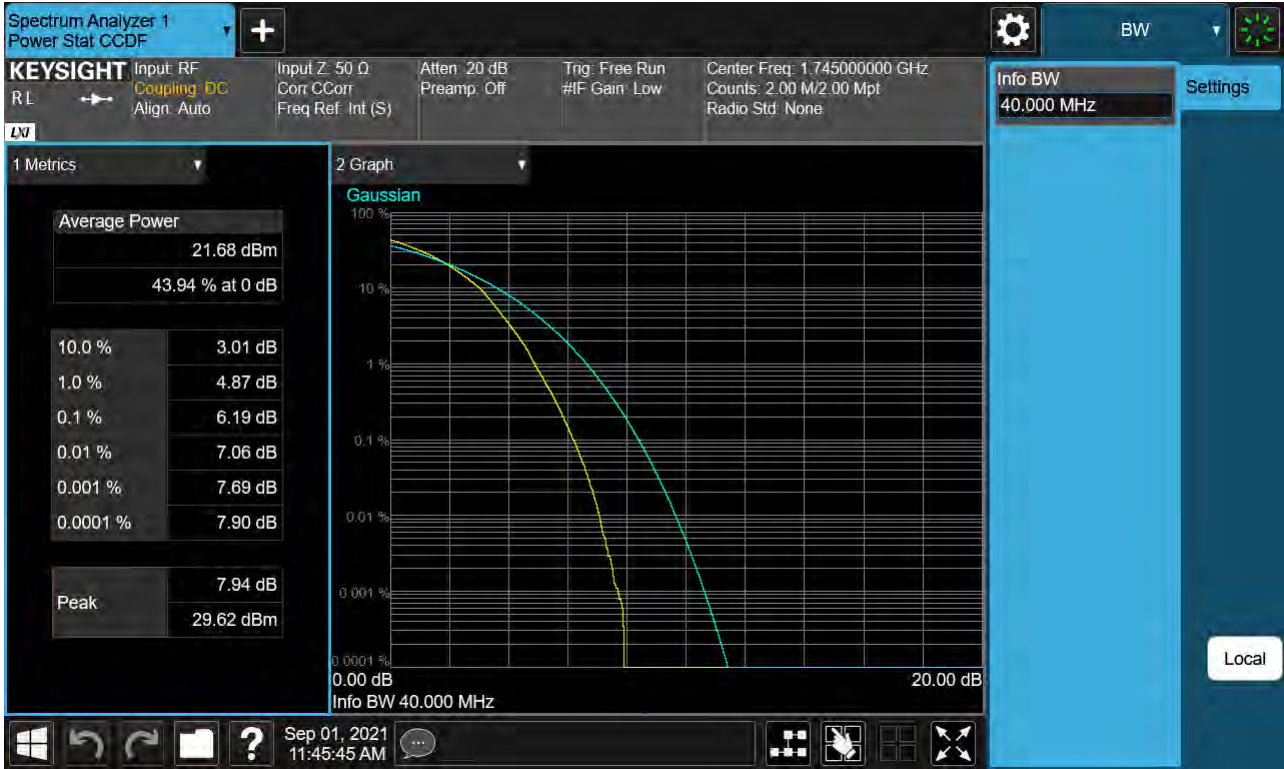 Spectrum Analyzer 1
Power Stat CCDF
BW
KEYSIGHT
R L
LXI
Input: RF
Coupling: DC
Align: Auto
Input Z: 50 Ω
Corr CCorr
Freq Ref: Int (S)
Atten: 20 dB
Preamp: Off
Trig: Free Run
#IF Gain: Low
Center Freq: 1.745000000 GHz
Counts: 2.00 M/2.00 Mpt
Radio Std: None
Info BW
40.000 MHz
Settings
1 Metrics
Average Power
21.68 dBm
43.94 % at 0 dB
10.0 % 3.01 dB
1.0 % 4.87 dB
0.1 % 6.19 dB
0.01 % 7.06 dB
0.001 % 7.69 dB
0.0001 % 7.90 dB
Peak
7.94 dB
29.62 dBm
2 Graph
Gaussian
100 %
10 %
1 %
0.1 %
0.01 %
0.001 %
0.0001 %
0.00 dB 20.00 dB
Info BW 40.000 MHz
Local
Sep 01, 2021
11:45:45 AM